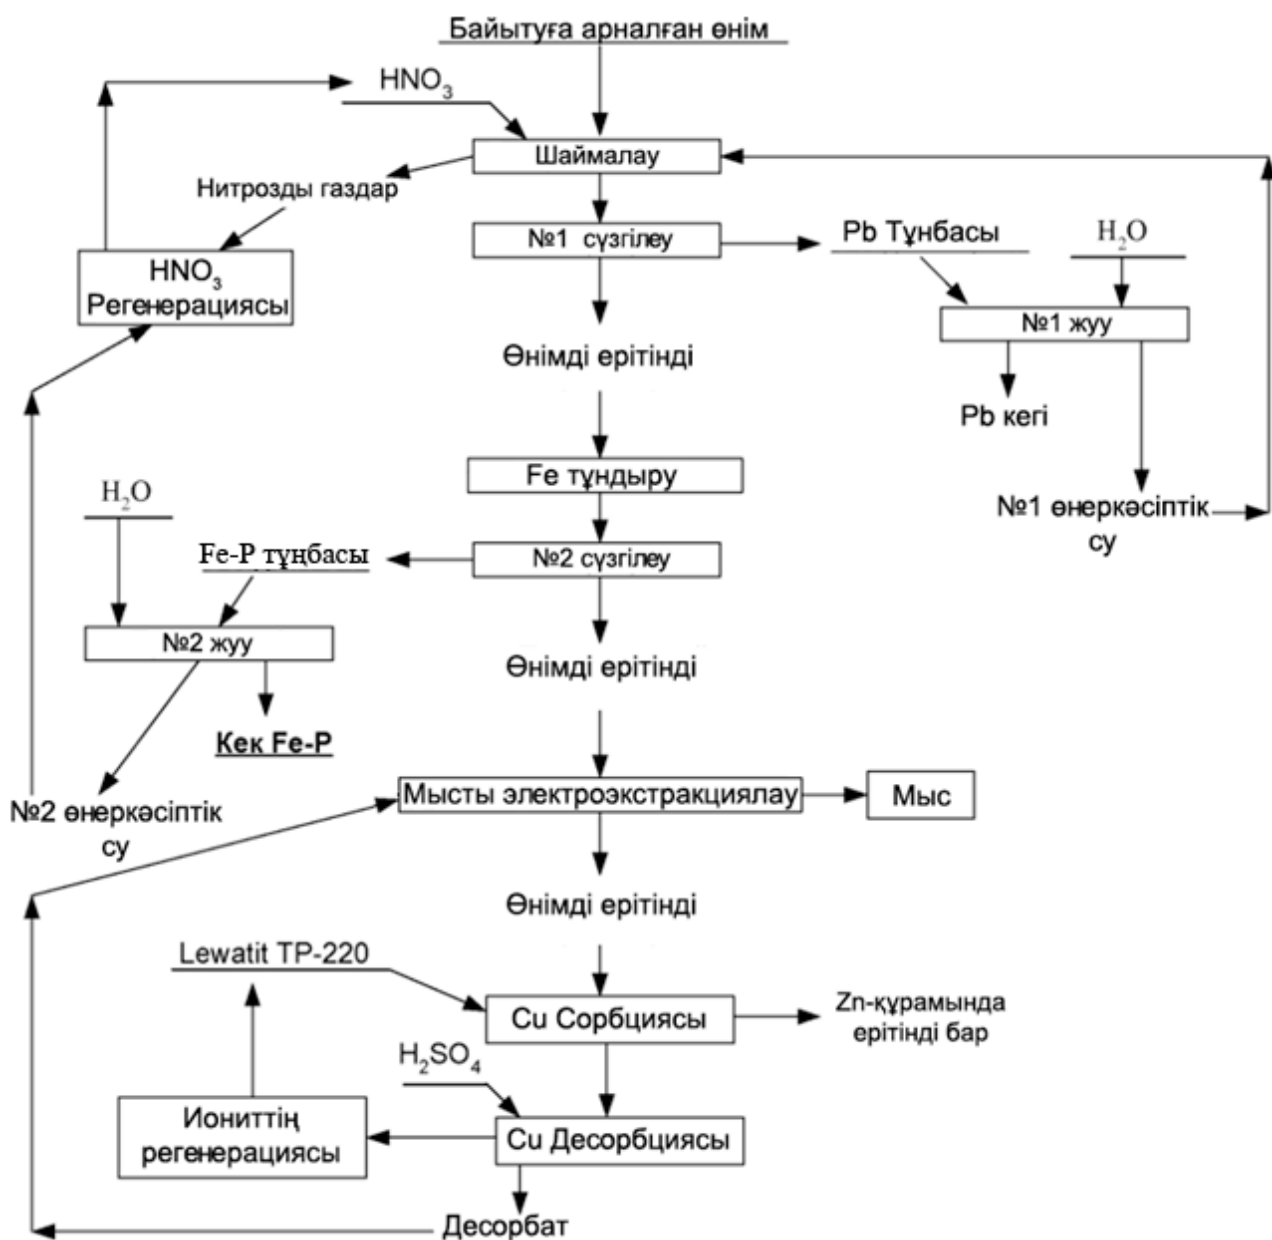 Байытуға арналған өнім
HNO₃
Шаймалау
Нитрозды газдар
№1 сүзгілеу
Pb Тұнбасы
H₂O
HNO₃
Регенерациясы
№1 жуу
Өнімді ерітінді
Pb кегі
Fe тұндыру
H₂O
№1 өнеркәсіптік
су
Fe-P тұңбасы
№2 сүзгілеу
№2 жуу
Өнімді ерітінді
Кек Fe-P
Мысты электроэкстракциялау
Мыс
№2 өнеркәсіптік
су
Өнімді ерітінді
Lewatit TP-220
Cu Сорбциясы
Zn-құрамында
ерітінді бар
H₂SO₄
Иониттің
регенерациясы
Cu Десорбциясы
Десорбат